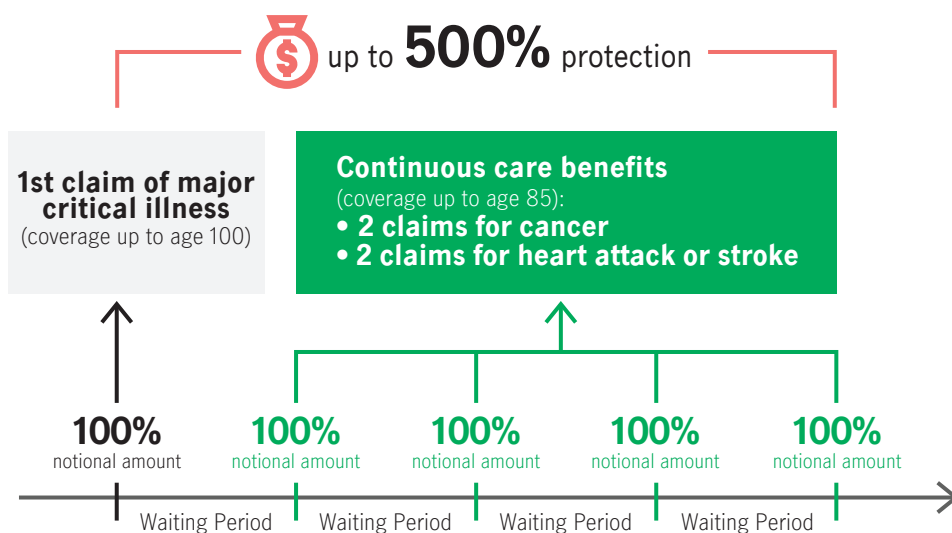 $ up to 500% protection
1st claim of major
critical illness
(coverage up to age 100)
Continuous care benefits
(coverage up to age 85):
• 2 claims for cancer
• 2 claims for heart attack or stroke
100% 100% 100% 100% 100%
notional amount notional amount notional amount notional amount notional amount
Waiting Period Waiting Period Waiting Period Waiting Period